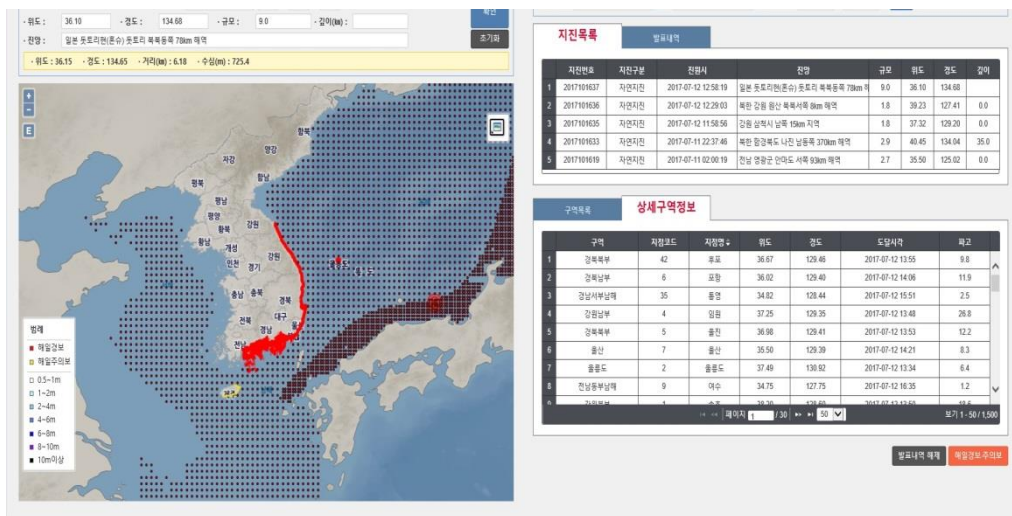 · 위도 : 36.10 · 경도 : 134.68 · 규모 : 9.0 · 깊이(㎞) :
· 전망 : 일본 돗토리현(혼슈) 돗토리 북북동쪽 78km 해역 초기화
· 위도 : 36.15 · 경도 : 134.65 · 거리(㎞) : 6.18 · 수심(m) : 725.4
+
-
E
함북
양강
자강
함남
평북
평남
평양
황북
강원
황남
개성
인천
경기
강원
울릉도
충남
충북
경북
전북
대구
경남
전남
범례
해일경보
해일주의보
0.5~1m
1~2m
2~4m
4~6m
6~8m
8~10m
10m이상
지진목록 발표내역
지진번호 지진구분 진원시 전망 규모 위도 경도 깊이
1 2017101637 자연지진 2017-07-12 12:58:19 일본 돗토리현(혼슈) 돗토리 북북동쪽 78km 해 9.0 36.10 134.68
2 2017101636 자연지진 2017-07-12 12:29:03 북한 강원 원산 북북서쪽 8km 해역 1.8 39.23 127.41 0.0
3 2017101635 자연지진 2017-07-12 11:58:56 강원 삼척시 남쪽 15km 지역 1.8 37.32 129.20 0.0
4 2017101633 자연지진 2017-07-11 22:37:46 북한 함경북도 나진 남동쪽 370km 해역 2.9 40.45 134.04 35.0
5 2017101619 자연지진 2017-07-11 02:00:19 전남 영광군 안마도 서쪽 93km 해역 2.7 35.50 125.02 0.0
구역목록 상세구역정보
구역 지점코드 지점명 위도 경도 도달시각 파고
1 경북북부 42 후포 36.67 129.46 2017-07-12 13:55 9.8
2 경북남부 6 포항 36.02 129.40 2017-07-12 14:06 11.9
3 경남서부남해 35 통영 34.82 128.44 2017-07-12 15:51 2.5
4 강원남부 4 임원 37.25 129.35 2017-07-12 13:48 26.8
5 경북북부 5 울진 36.98 129.41 2017-07-12 13:53 12.2
6 울산 7 울산 35.50 129.39 2017-07-12 14:21 8.3
7 울릉도 2 울릉도 37.49 130.92 2017-07-12 13:34 6.4
8 전남동부남해 9 여수 34.75 127.75 2017-07-12 16:35 1.2
페이지 1 / 30 50 보기 1 - 50 / 1,500
발표내역 해제 해일경보·주의보